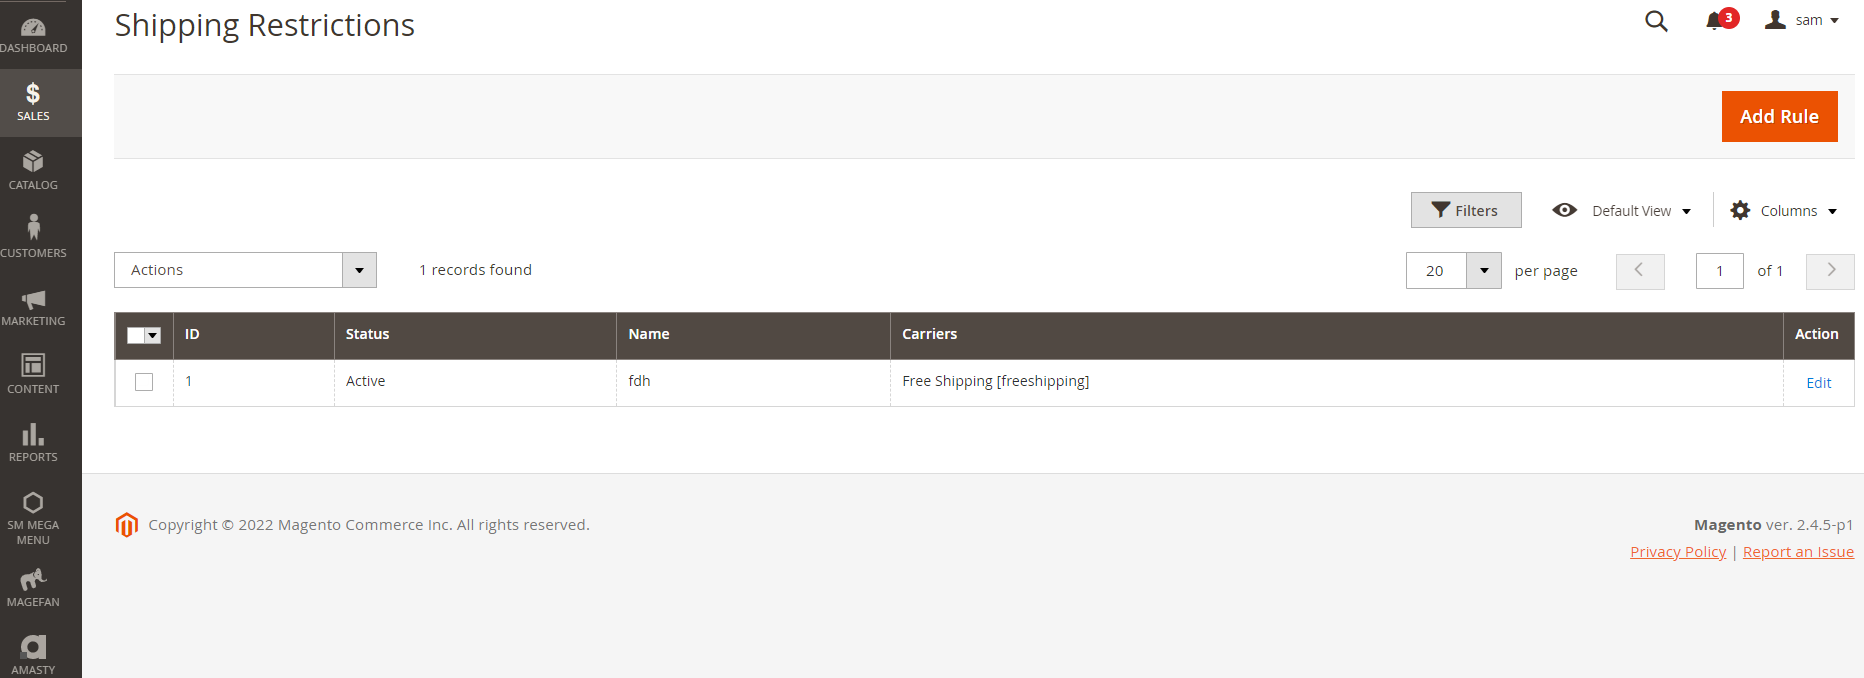 Shipping Restrictions
3
sam
DASHBOARD
SALES
CATALOG
CUSTOMERS
MARKETING
CONTENT
REPORTS
SM MEGA
MENU
MAGEFAN
AMASTY
Add Rule
Filters
Default View
Columns
Actions
1 records found
20
per page
1
of 1
ID Status Name Carriers Action
1 Active fdh Free Shipping [freeshipping] Edit
Copyright © 2022 Magento Commerce Inc. All rights reserved.
Magento ver. 2.4.5-p1
Privacy Policy | Report an Issue